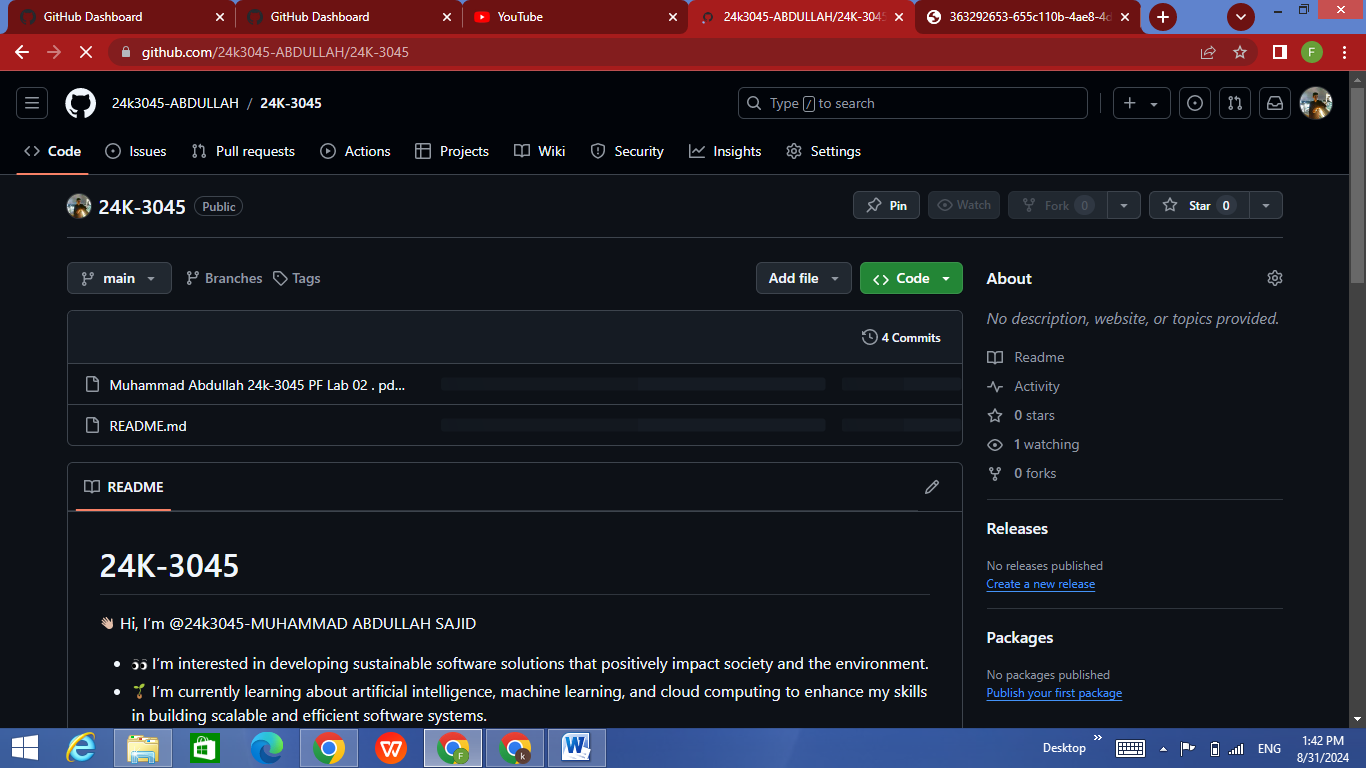 GitHub Dashboard
GitHub Dashboard
YouTube
24k3045-ABDULLAH/24K-3045
363292653-655c110b-4ae8-4d
github.com/24k3045-ABDULLAH/24K-3045
F
24k3045-ABDULLAH / 24K-3045
Type / to search
Code Issues Pull requests Actions Projects Wiki Security Insights Settings
24K-3045 Public
Pin Watch Fork 0 Star 0
main Branches Tags
Add file Code
4 Commits
Muhammad Abdullah 24k-3045 PF Lab 02 . pd...
README.md
README
24K-3045
👋 Hi, I’m @24k3045-MUHAMMAD ABDULLAH SAJID
• 👀 I’m interested in developing sustainable software solutions that positively impact society and the environment.
• 🌱 I’m currently learning about artificial intelligence, machine learning, and cloud computing to enhance my skills
in building scalable and efficient software systems.
About
No description, website, or topics provided.
Readme
Activity
0 stars
1 watching
0 forks
Releases
No releases published
Create a new release
Packages
No packages published
Publish your first package
F
k
Desktop
ENG
1:42 PM
8/31/2024